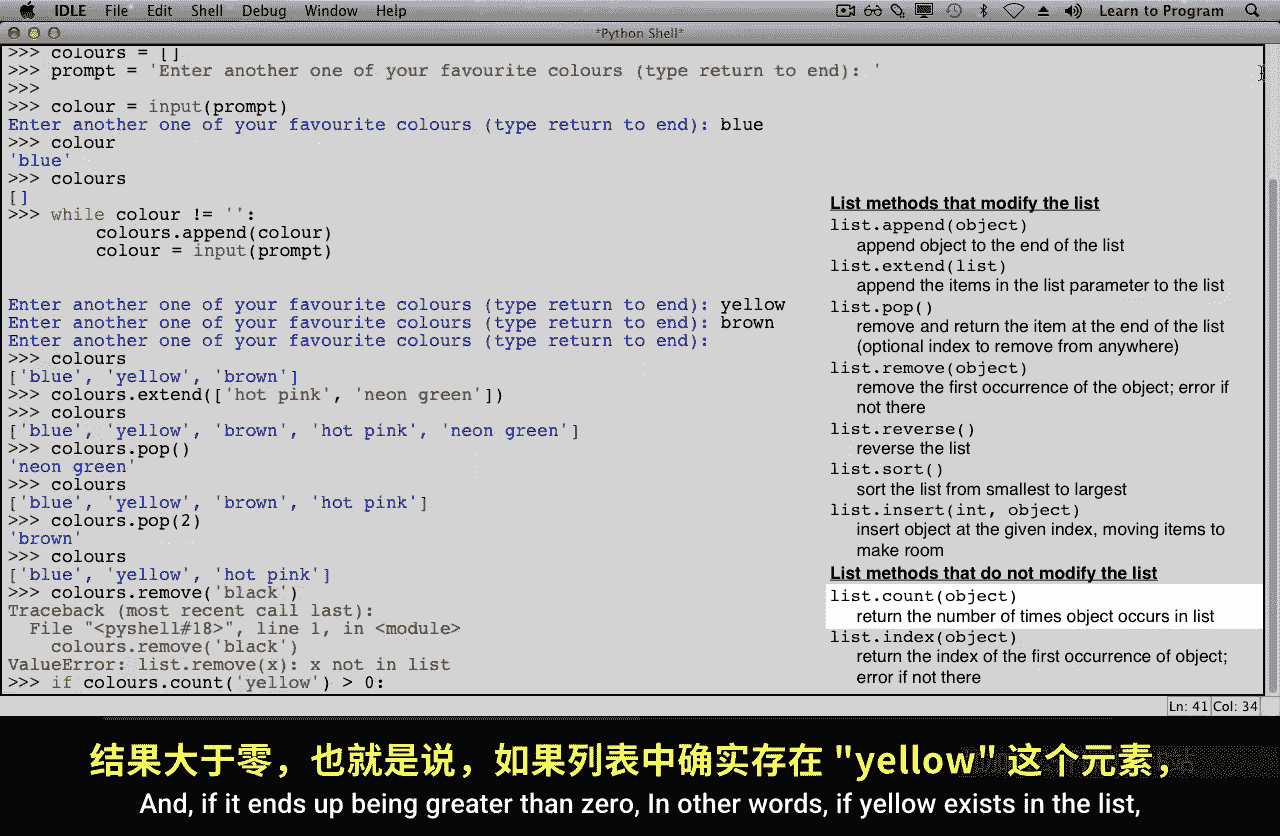 IDLE File Edit Shell Debug Window Help Learn to Program
*Python Shell*
>>> colours = []
>>> prompt = 'Enter another one of your favourite colours (type return to end): '
>>>
>>> colour = input(prompt)
Enter another one of your favourite colours (type return to end): blue
>>> colour
'blue'
>>> colours
[]
>>> while colour != '':
colours.append(colour)
colour = input(prompt)
Enter another one of your favourite colours (type return to end): yellow
Enter another one of your favourite colours (type return to end): brown
Enter another one of your favourite colours (type return to end):
>>> colours
['blue', 'yellow', 'brown']
>>> colours.extend(['hot pink', 'neon green'])
>>> colours
['blue', 'yellow', 'brown', 'hot pink', 'neon green']
>>> colours.pop()
'neon green'
>>> colours
['blue', 'yellow', 'brown', 'hot pink']
>>> colours.pop(2)
'brown'
>>> colours
['blue', 'yellow', 'hot pink']
>>> colours.remove('black')
Traceback (most recent call last):
File "<pyshell#18>", line 1, in <module>
colours.remove('black')
ValueError: list.remove(x): x not in list
>>> if colours.count('yellow') > 0:
List methods that modify the list
list.append(object)
append object to the end of the list
list.extend(list)
append the items in the list parameter to the list
list.pop()
remove and return the item at the end of the list
(optional index to remove from anywhere)
list.remove(object)
remove the first occurrence of the object; error if
not there
list.reverse()
reverse the list
list.sort()
sort the list from smallest to largest
list.insert(int, object)
insert object at the given index, moving items to
make room
List methods that do not modify the list
list.count(object)
return the number of times object occurs in list
list.index(object)
return the index of the first occurrence of object;
error if not there
Ln: 41 Col: 34
结果大于零，也就是说，如果列表中确实存在 "yellow" 这个元素，
And, if it ends up being greater than zero, In other words, if yellow exists in the list,